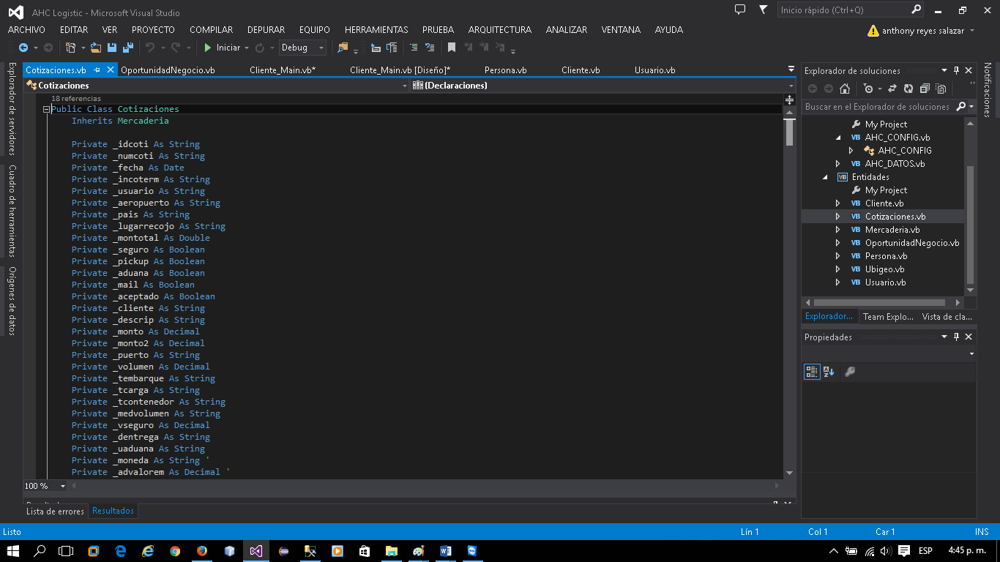 AHC Logistic - Microsoft Visual Studio
Inicio rápido (Ctrl+Q)
ARCHIVO EDITAR VER PROYECTO COMPILAR DEPURAR EQUIPO HERRAMIENTAS PRUEBA ARQUITECTURA ANALIZAR VENTANA AYUDA
anthony reyes salazar
Iniciar Debug
Cotizaciones.vb OportunidadNegocio.vb Cliente_Main.vb* Cliente_Main.vb [Diseño]* Persona.vb Cliente.vb Usuario.vb
Cotizaciones (Declaraciones)
Explorador de servidores
Cuadro de herramientas
Orígenes de datos
18 referencias
Public Class Cotizaciones
Inherits Mercaderia
Private _idcoti As String
Private _numcoti As String
Private _fecha As Date
Private _incoterm As String
Private _usuario As String
Private _aeropuerto As String
Private _pais As String
Private _lugarrecojo As String
Private _montotal As Double
Private _seguro As Boolean
Private _pickup As Boolean
Private _aduana As Boolean
Private _mail As Boolean
Private _aceptado As Boolean
Private _cliente As String
Private _descrip As String
Private _monto As Decimal
Private _monto2 As Decimal
Private _puerto As String
Private _volumen As Decimal
Private _tembarque As String
Private _tcarga As String
Private _tcontenedor As String
Private _medvolumen As String
Private _vseguro As Decimal
Private _dentrega As String
Private _uaduana As String
Private _moneda As String '
Private _advalorem As Decimal '
100 %
Lista de errores Resultados
Explorador de soluciones
Buscar en el Explorador de soluciones
My Project
AHC_CONFIG.vb
AHC_CONFIG
AHC_DATOS.vb
VB Entidades
My Project
VB Cliente.vb
VB Cotizaciones.vb
VB Mercaderia.vb
VB OportunidadNegocio.vb
VB Persona.vb
VB Ubigeo.vb
VB Usuario.vb
Explorador... Team Explo... Vista de cla...
Propiedades
Notificaciones
Listo Lín 1 Col 1 Car 1 INS
ESP 4:45 p. m.